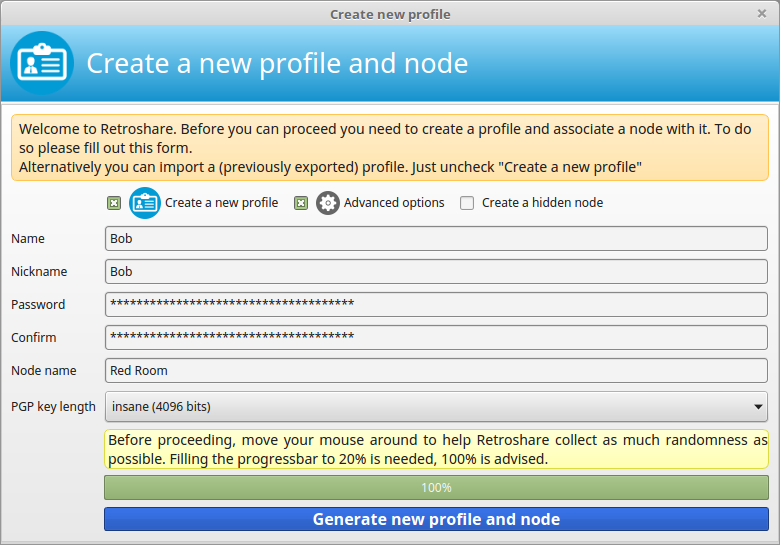 Create new profile
Create a new profile and node
Welcome to Retroshare. Before you can proceed you need to create a profile and associate a node with it. To do
so please fill out this form.
Alternatively you can import a (previously exported) profile. Just uncheck "Create a new profile"
Create a new profile Advanced options Create a hidden node
Name Bob
Nickname Bob
Password *************************************
Confirm *************************************
Node name Red Room
PGP key length insane (4096 bits)
Before proceeding, move your mouse around to help Retroshare collect as much randomness as
possible. Filling the progressbar to 20% is needed, 100% is advised.
100%
Generate new profile and node